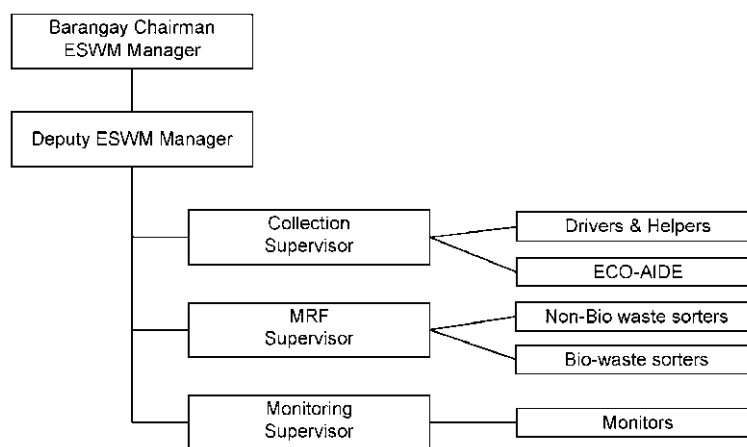 Barangay Chairman
ESWM Manager
Deputy ESWM Manager
Collection
Supervisor
Drivers & Helpers
ECO-AIDE
MRF
Supervisor
Non-Bio waste sorters
Bio-waste sorters
Monitoring
Supervisor
Monitors